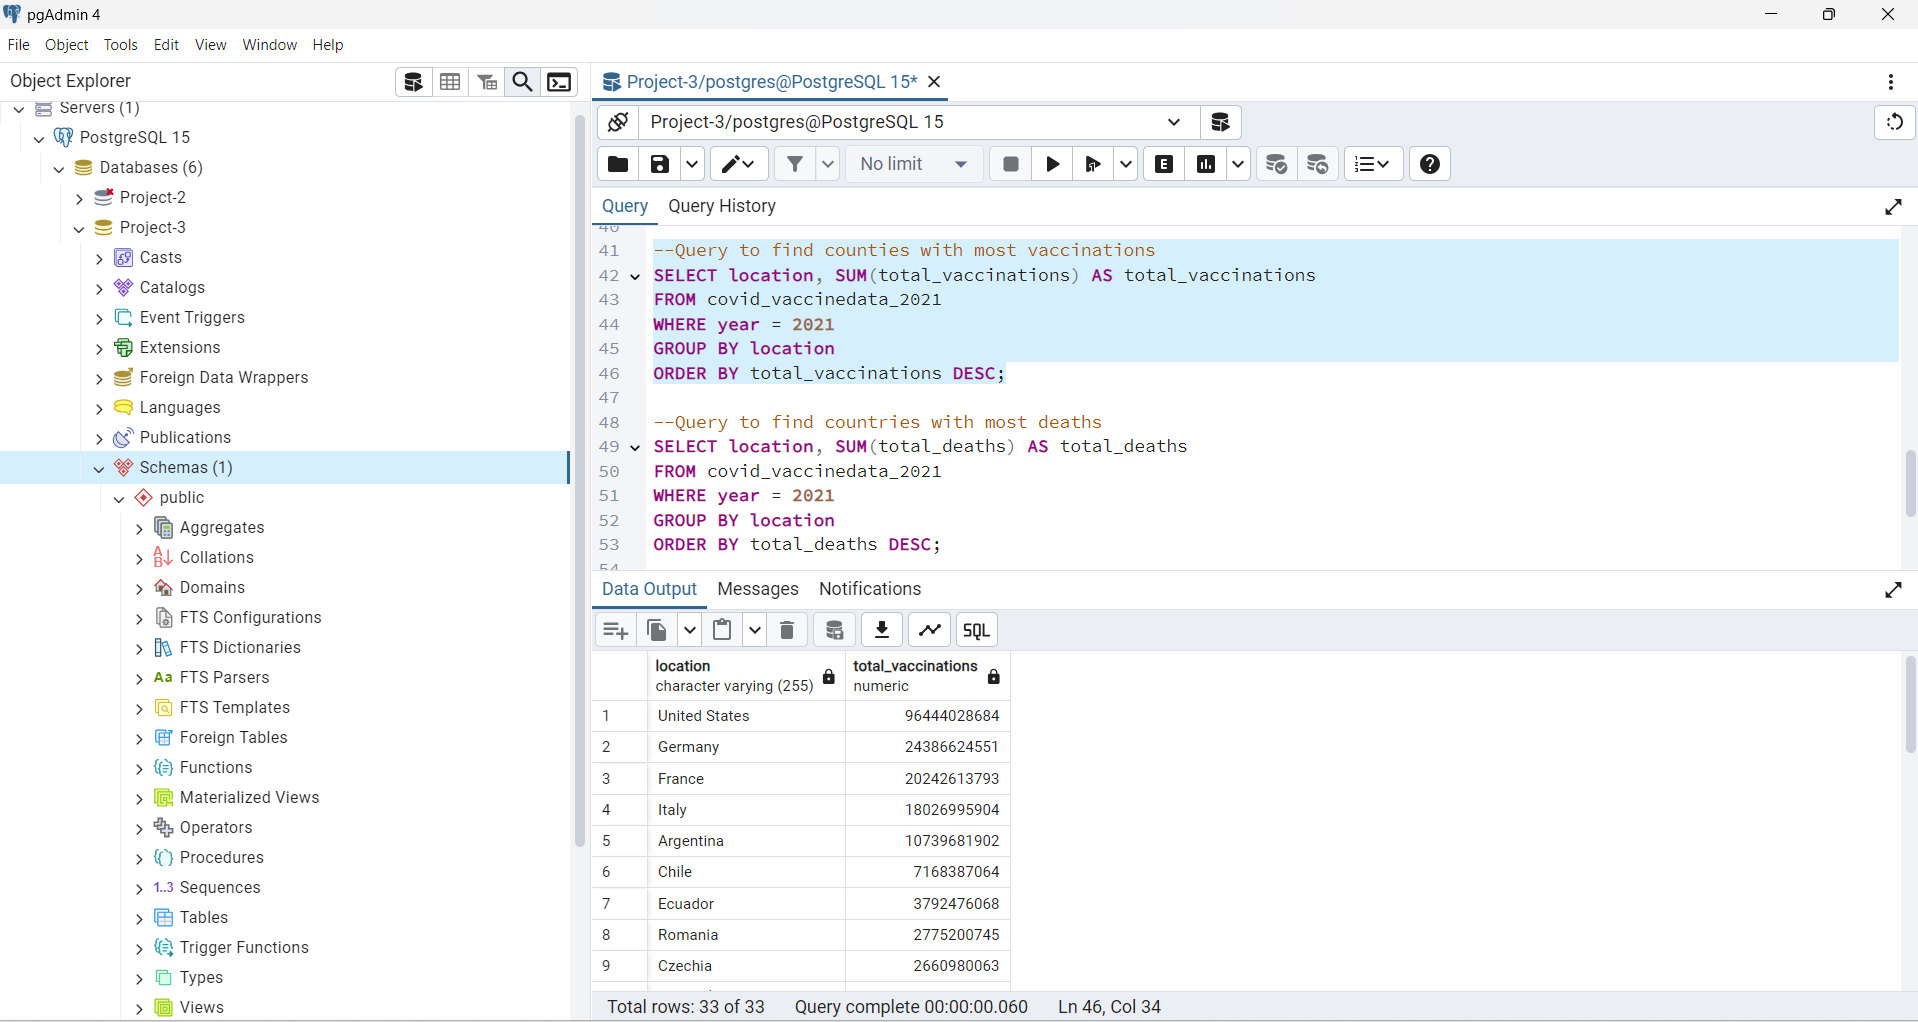 pgAdmin 4
File Object Tools Edit View Window Help
Object Explorer
Servers (1)
PostgreSQL 15
Databases (6)
Project-2
Project-3
Casts
Catalogs
Event Triggers
Extensions
Foreign Data Wrappers
Languages
Publications
Schemas (1)
public
Aggregates
Collations
Domains
FTS Configurations
FTS Dictionaries
Aa FTS Parsers
FTS Templates
Foreign Tables
Functions
Materialized Views
Operators
Procedures
1..3 Sequences
Tables
Trigger Functions
Types
Views
Project-3/postgres@PostgreSQL 15*
Project-3/postgres@PostgreSQL 15
No limit
E
Query Query History
40
41 --Query to find counties with most vaccinations
42 SELECT location, SUM(total_vaccinations) AS total_vaccinations
43 FROM covid_vaccinedata_2021
44 WHERE year = 2021
45 GROUP BY location
46 ORDER BY total_vaccinations DESC;
47
48 --Query to find countries with most deaths
49 SELECT location, SUM(total_deaths) AS total_deaths
50 FROM covid_vaccinedata_2021
51 WHERE year = 2021
52 GROUP BY location
53 ORDER BY total_deaths DESC;
54
Data Output Messages Notifications
SQL
location total_vaccinations
character varying (255) numeric
1 United States 96444028684
2 Germany 24386624551
3 France 20242613793
4 Italy 18026995904
5 Argentina 10739681902
6 Chile 7168387064
7 Ecuador 3792476068
8 Romania 2775200745
9 Czechia 2660980063
Total rows: 33 of 33 Query complete 00:00:00.060 Ln 46, Col 34